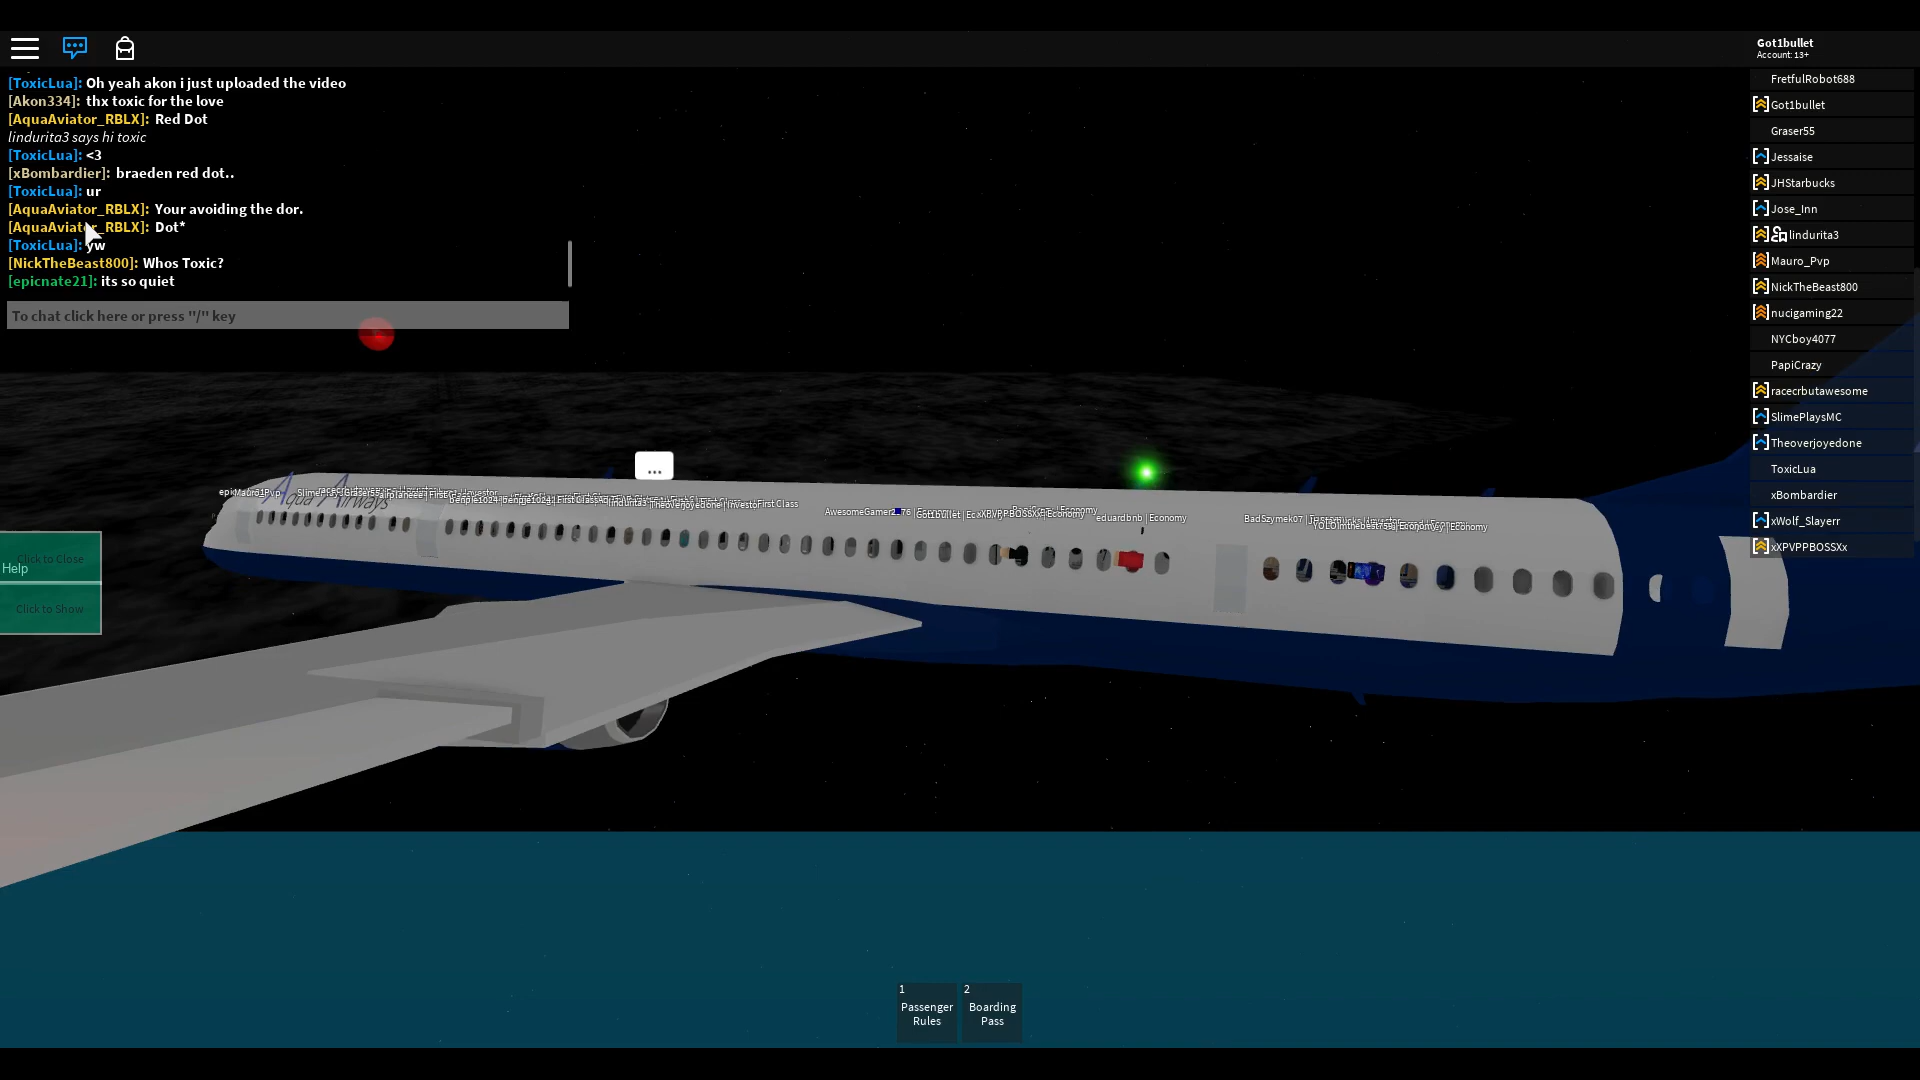 Got1bullet
Account: 13+
[ToxicLua]: Oh yeah akon i just uploaded the video
[Akon334]: thx toxic for the love
[AquaAviator_RBLX]: Red Dot
lindurita3 says hi toxic
[ToxicLua]: <3
[xBombardier]: braeden red dot..
[ToxicLua]: ur
[AquaAviator_RBLX]: Your avoiding the dor.
[AquaAviator_RBLX]: Dot*
[ToxicLua]: yw
[NickTheBeast800]: Whos Toxic?
[epicnate21]: its so quiet
To chat click here or press "/" key
FretfulRobot688
Got1bullet
Graser55
Jessaise
JHStarbucks
Jose_Inn
lindurita3
Mauro_Pvp
NickTheBeast800
nucigaming22
NYCboy4077
PapiCrazy
racecrbutawesome
SlimePlaysMC
Theoverjoyedone
ToxicLua
xBombardier
xWolf_Slayerr
xXPVPPBOSSXx
...
Aqua Airways
eduardbnb | Economy
Click to Close
Help
Click to Show
1
Passenger
Rules
2
Boarding
Pass